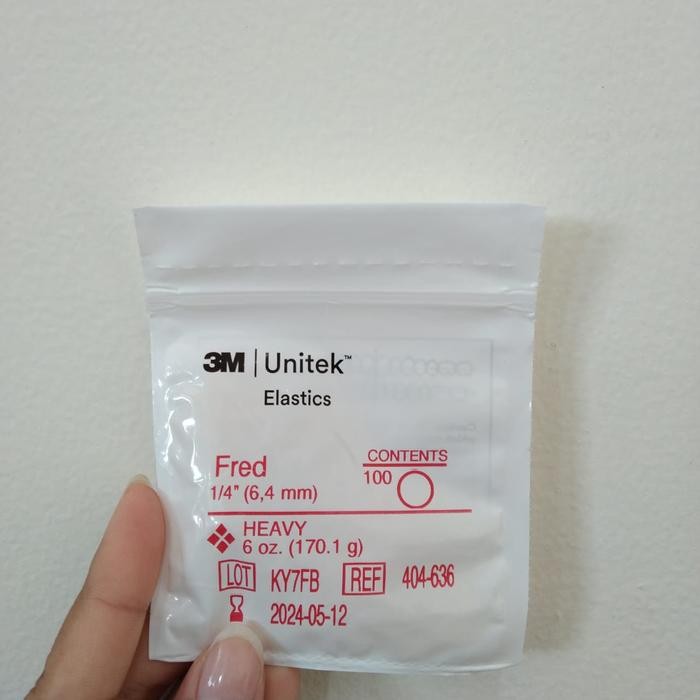 3M | Unitek™
Elastics
Fred
1/4" (6,4 mm)
CONTENTS
100
HEAVY
6 oz. (170.1 g)
LOT KY7FB REF 404-636
2024-05-12